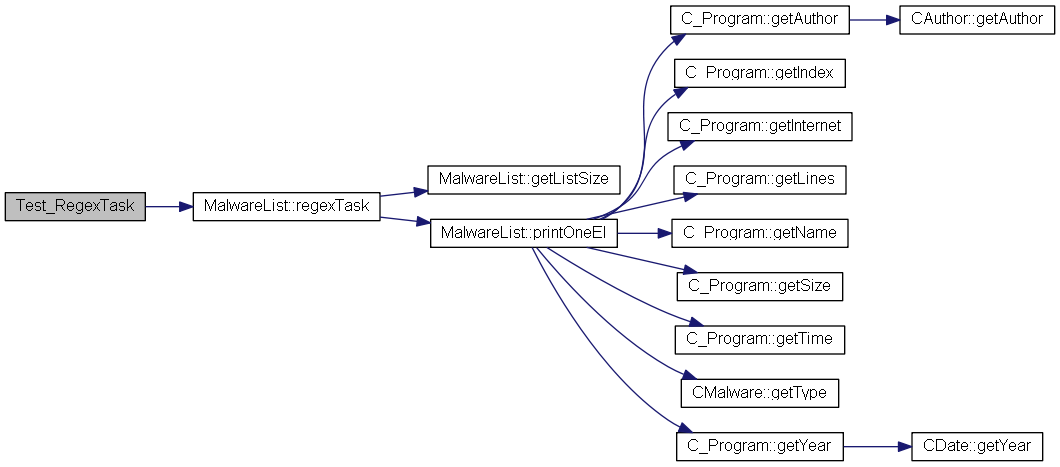 Test_RegexTask
MalwareList::regexTask
MalwareList::getListSize
MalwareList::printOneEl
C_Program::getAuthor
CAuthor::getAuthor
C_Program::getIndex
C_Program::getInternet
C_Program::getLines
C_Program::getName
C_Program::getSize
C_Program::getTime
CMalware::getType
C_Program::getYear
CDate::getYear